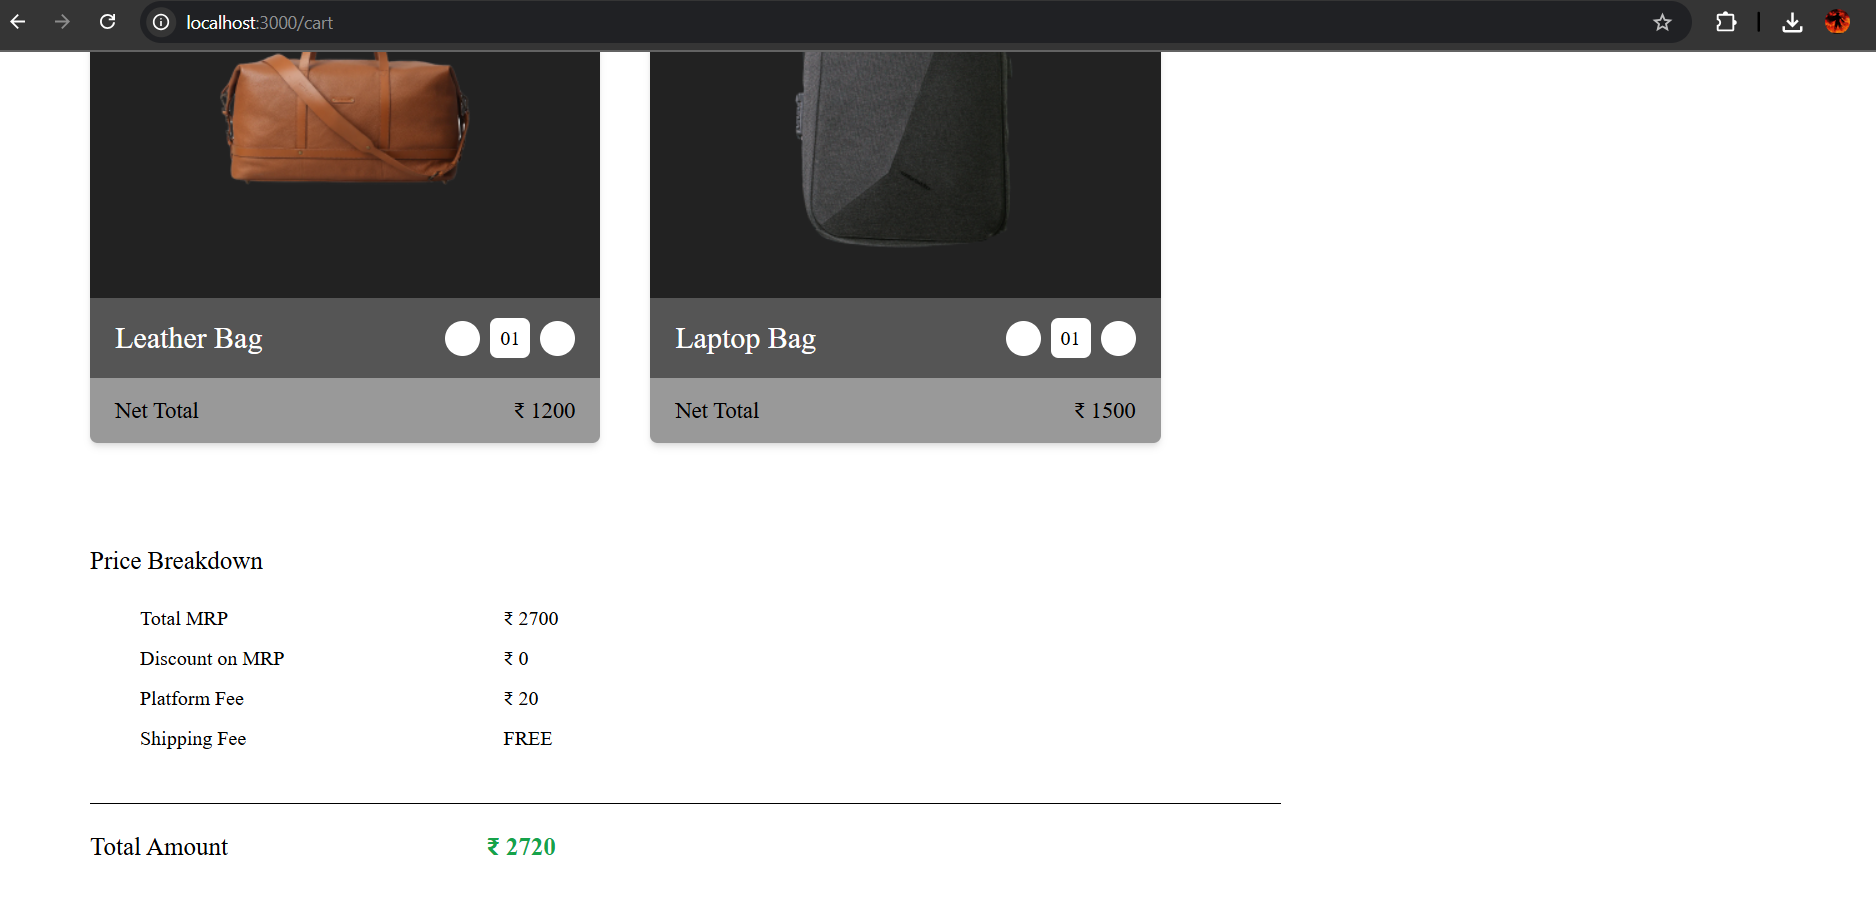 localhost:3000/cart
Leather Bag 01
Laptop Bag 01
Net Total ₹ 1200
Net Total ₹ 1500
Price Breakdown
Total MRP ₹ 2700
Discount on MRP ₹ 0
Platform Fee ₹ 20
Shipping Fee FREE
Total Amount ₹ 2720